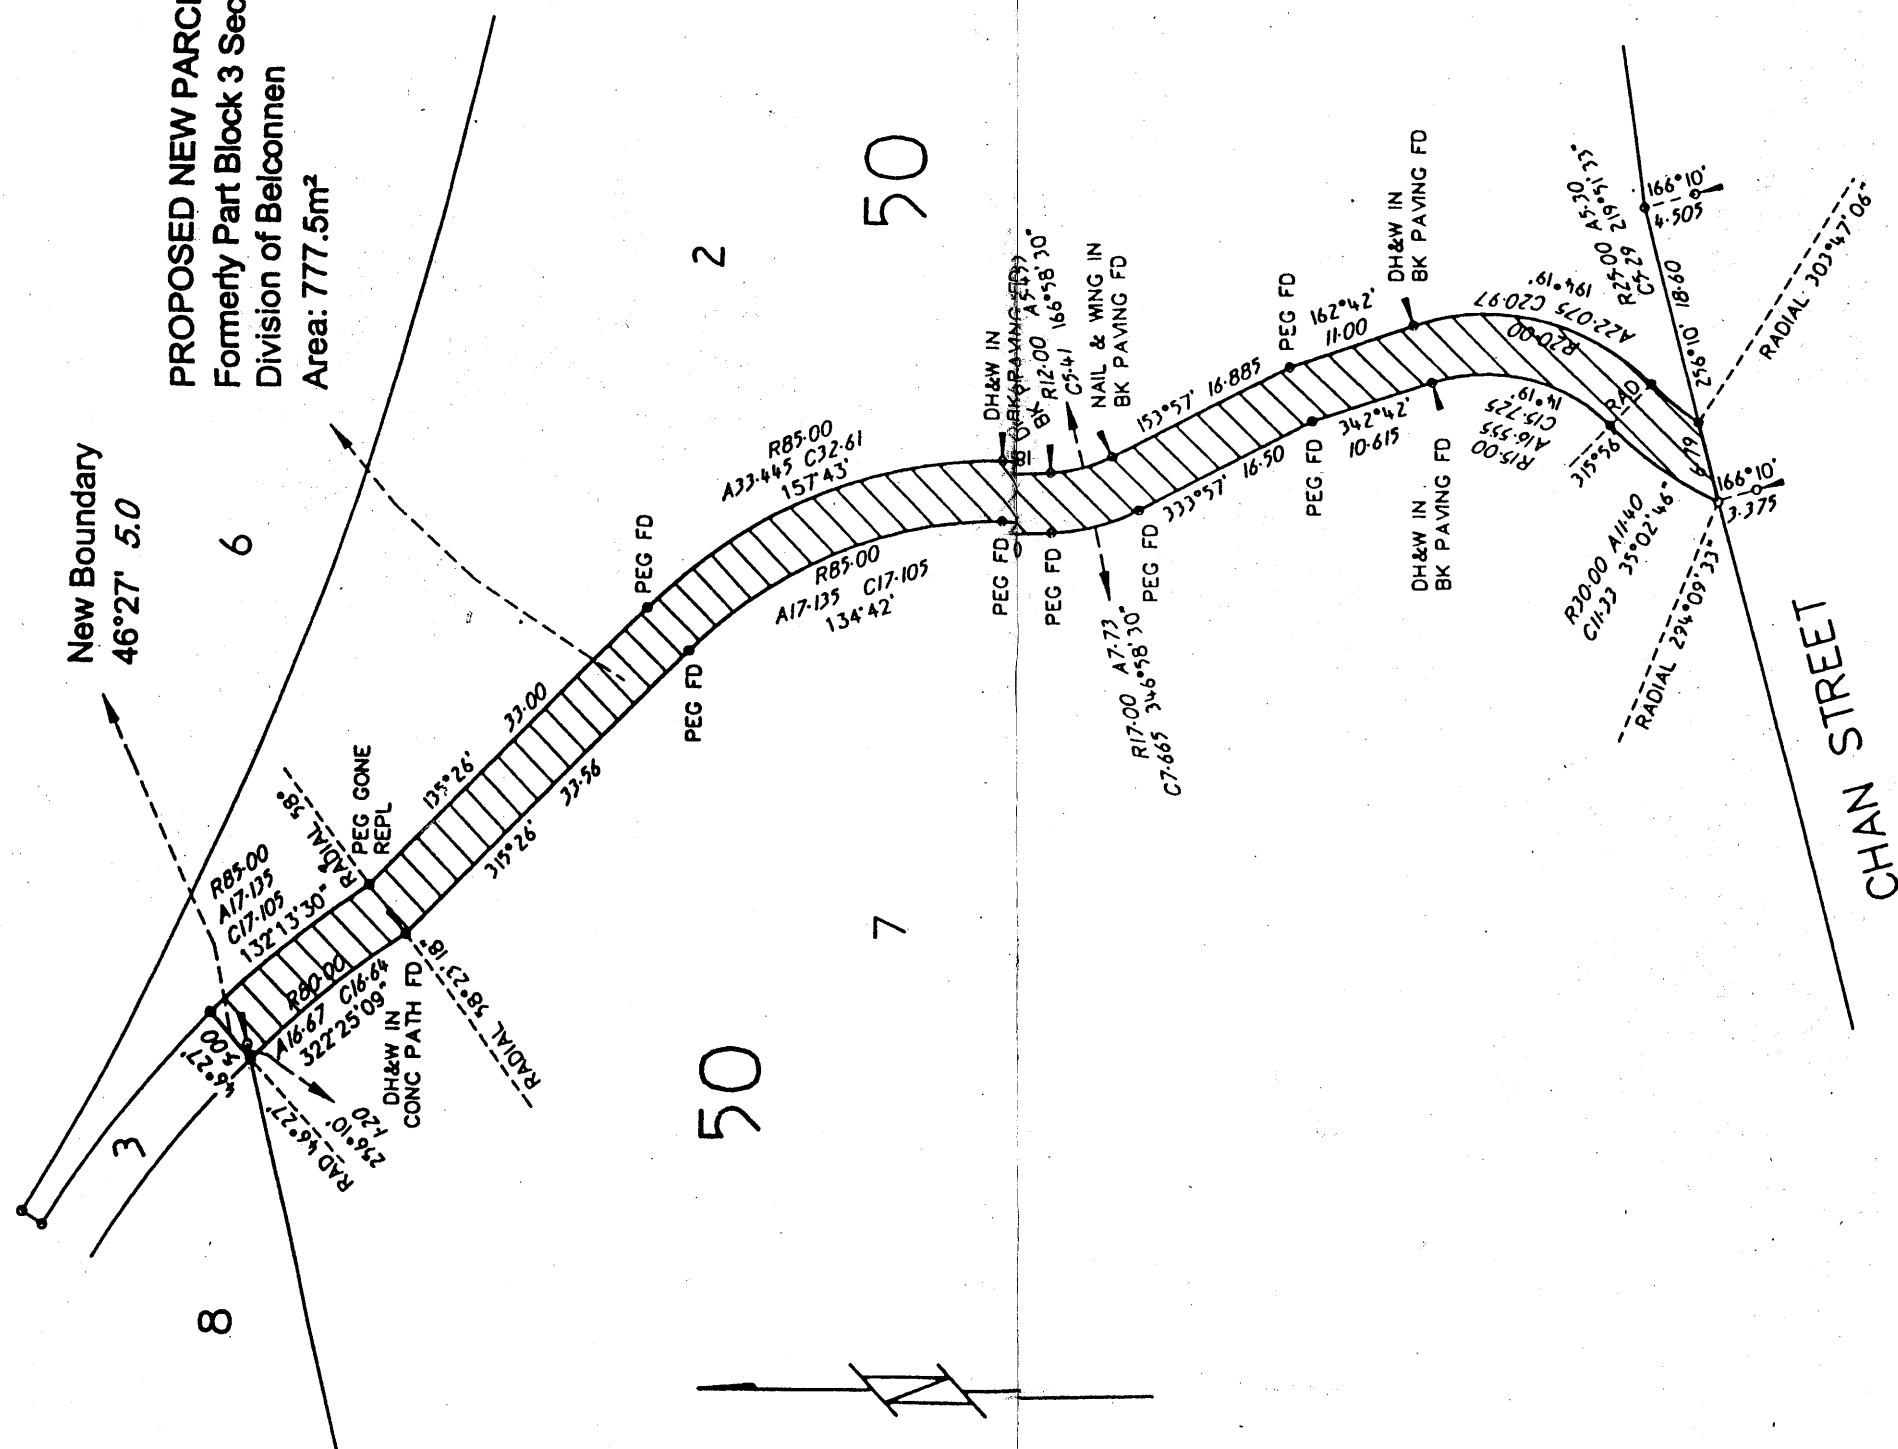 PROPOSED NEW PARC
Formerly Part Block 3 Sec
Division of Belconnen
Area: 777.5m²
New Boundary
46°27' 5.0
6
2
50
R85·00
A33·445 C32·61
157°43'
R85·00
A17·135 C17·105
134°42'
PEG FD
PEG FD
33·00
135°26'
33·56
315°26'
PEG GONE
REPL
RADIAL 58°
R85·00
A17·135
C17·105
132°13'30"
R80·00
A16·67 C16·64
322°25'09"
DH&W IN
CONC PATH FD
RADIAL 58°23'18"
46°27'
5·00
RAD 46°27'
256°10'
1·20
3
8
50
7
DH&W IN
BK PAVING FD
R12·00 A5·4
C5·41 166°58'30"
NAIL & WING IN
BK PAVING FD
PEG FD
PEG FD
PEG FD
R17·00 A7·73
C7·665 346°58'30"
153°57' 16·885
333°57' 16·50
PEG FD
PEG FD
162°42'
11·00
342°42'
10·615
DH&W IN
BK PAVING FD
DH&W IN
BK PAVING FD
A22·075 C20·97
194°19'
R20·00
R15·00
A16·555
C15·725
14°19'
R25·00 A5·30
C5·29 219°51'33"
RAD
315°56'
256°10' 18·60
6·79
166°10'
4·505
166°10'
3·375
R30·00 A11·40
C11·33 35°02'46"
RADIAL 294°09'33"
RADIAL 303°47'06"
CHAN STREET